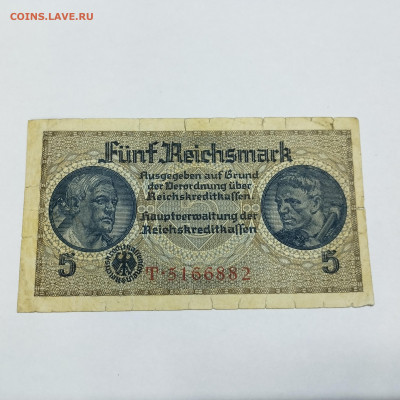 COINS.LAVE.RU
Fünf Reichsmark
Ausgegeben auf Grund
der Verordnung über
Reichskreditkassen.
Hauptverwaltung der
Reichskreditkassen
5
5
T·5166882